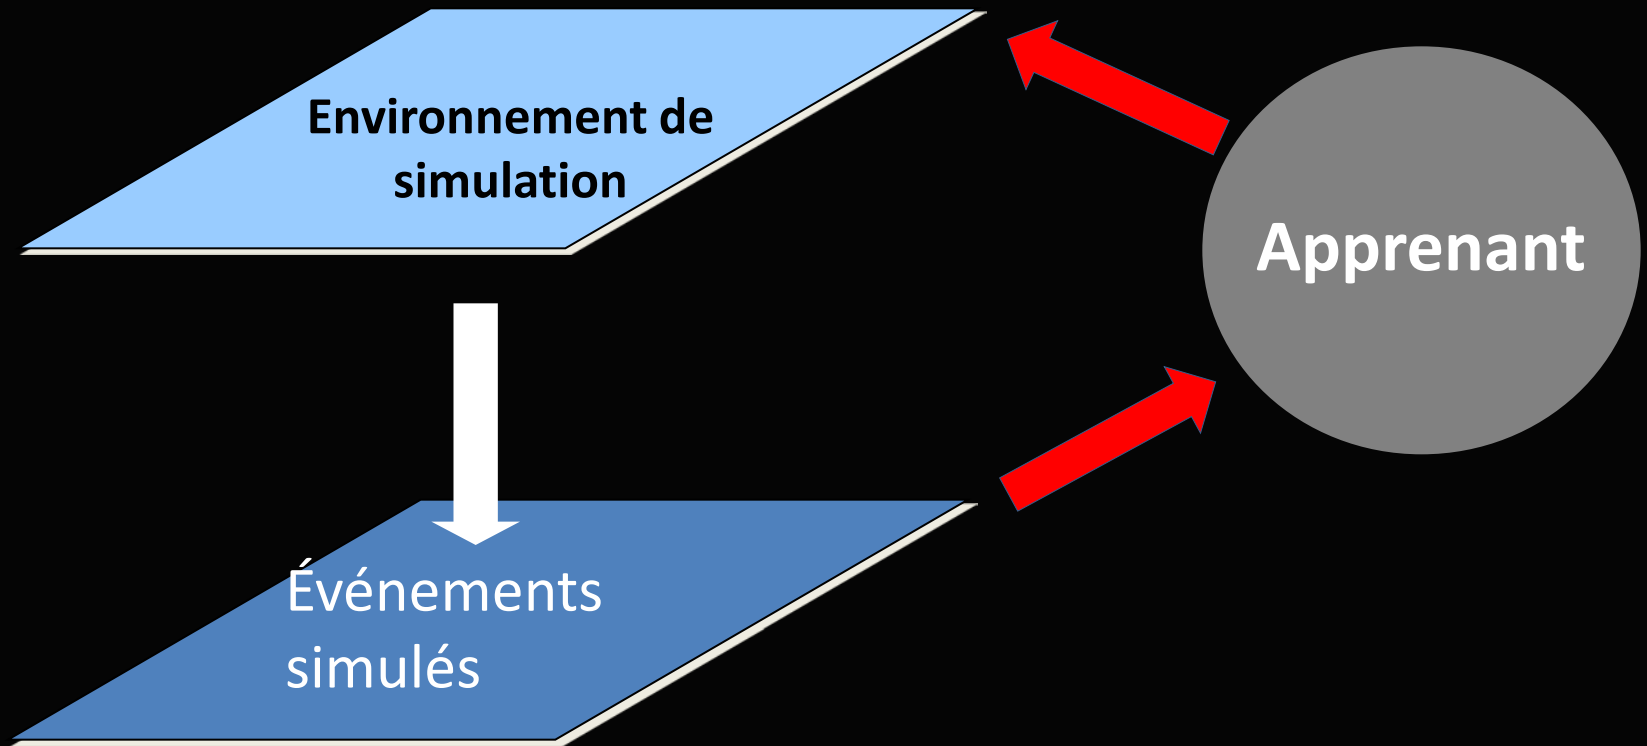 Environnement de
simulation
Apprenant
Événements
simulés